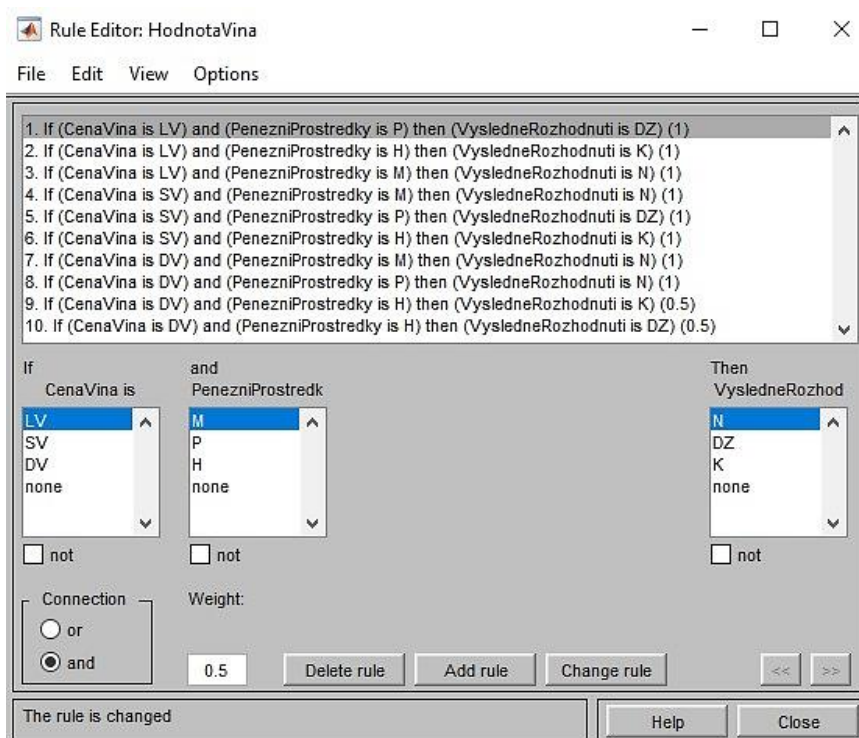 Rule Editor: HodnotaVina
File Edit View Options
1. If (CenaVina is LV) and (PenezniProstredky is P) then (VysledneRozhodnuti is DZ) (1)
2. If (CenaVina is LV) and (PenezniProstredky is H) then (VysledneRozhodnuti is K) (1)
3. If (CenaVina is LV) and (PenezniProstredky is M) then (VysledneRozhodnuti is N) (1)
4. If (CenaVina is SV) and (PenezniProstredky is M) then (VysledneRozhodnuti is N) (1)
5. If (CenaVina is SV) and (PenezniProstredky is P) then (VysledneRozhodnuti is DZ) (1)
6. If (CenaVina is SV) and (PenezniProstredky is H) then (VysledneRozhodnuti is K) (1)
7. If (CenaVina is DV) and (PenezniProstredky is M) then (VysledneRozhodnuti is N) (1)
8. If (CenaVina is DV) and (PenezniProstredky is P) then (VysledneRozhodnuti is N) (1)
9. If (CenaVina is DV) and (PenezniProstredky is H) then (VysledneRozhodnuti is K) (0.5)
10. If (CenaVina is DV) and (PenezniProstredky is H) then (VysledneRozhodnuti is DZ) (0.5)
If and Then
CenaVina is PenezniProstredk VysledneRozhod
LV M N
SV P DZ
DV H K
none none none
not not not
Connection Weight:
or
and 0.5 Delete rule Add rule Change rule << >>
The rule is changed Help Close